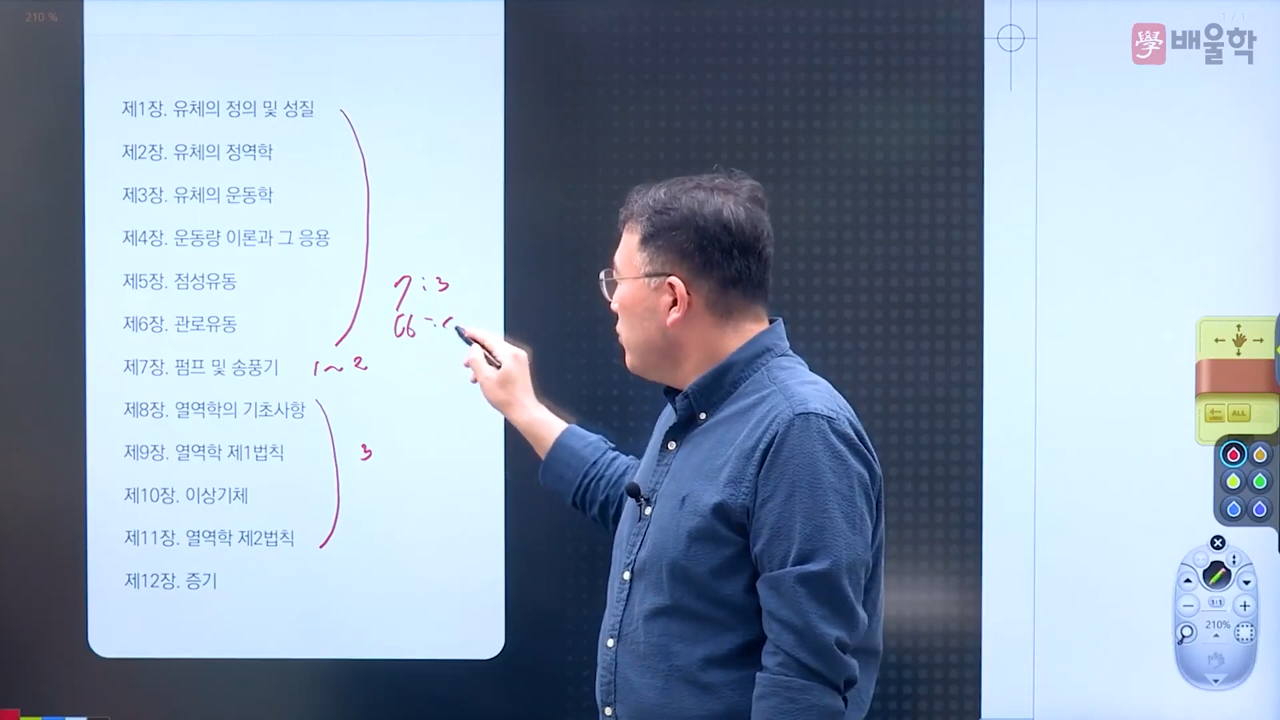 210 %
1 / 1
學 배울학
제1장. 유체의 정의 및 성질
제2장. 유체의 정역학
제3장. 유체의 운동학
제4장. 운동량 이론과 그 응용
제5장. 점성유동
7 : 3
제6장. 관로유동
제7장. 펌프 및 송풍기 1~2
제8장. 열역학의 기초사항
제9장. 열역학 제1법칙 3
제10장. 이상기체
제11장. 열역학 제2법칙
제12장. 증기
ALL
1:1
210%